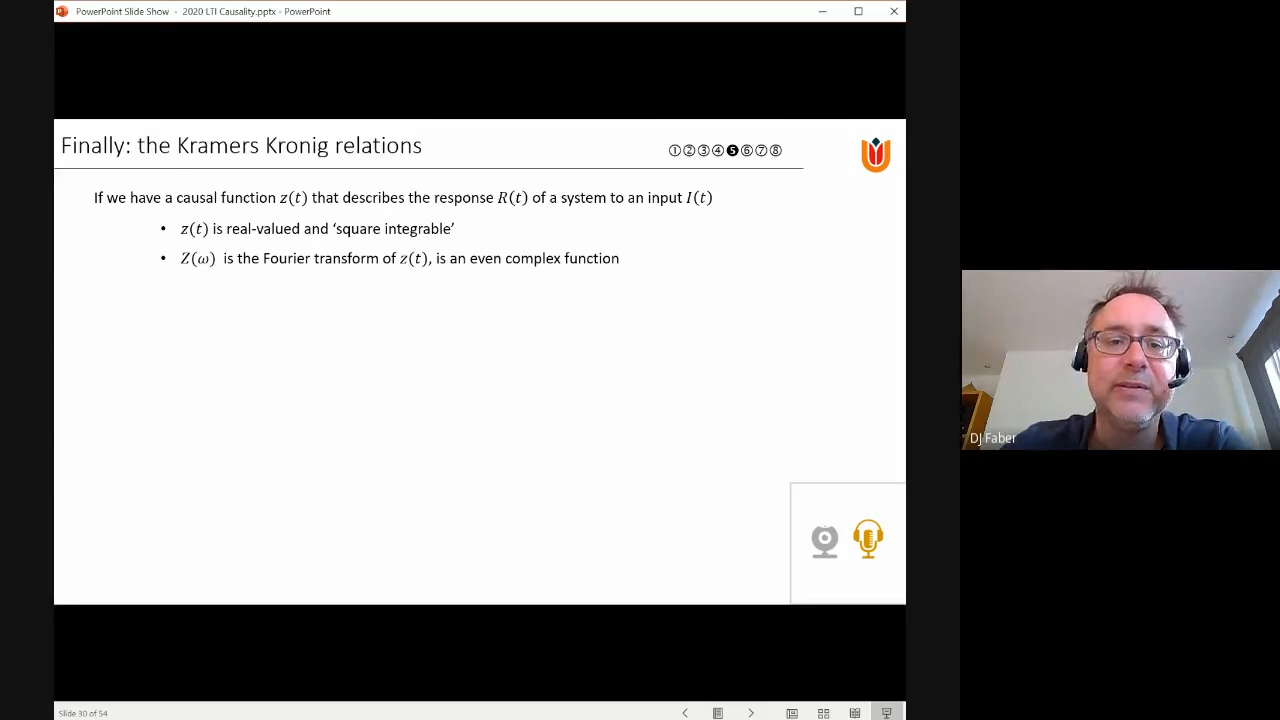 PowerPoint Slide Show - 2020 LTI Causality.pptx - PowerPoint
Finally: the Kramers Kronig relations
①②③④❺⑥⑦⑧
If we have a causal function z(t) that describes the response R(t) of a system to an input I(t)
• z(t) is real-valued and ‘square integrable’
• Z(ω) is the Fourier transform of z(t), is an even complex function
DJ Faber
Slide 30 of 54